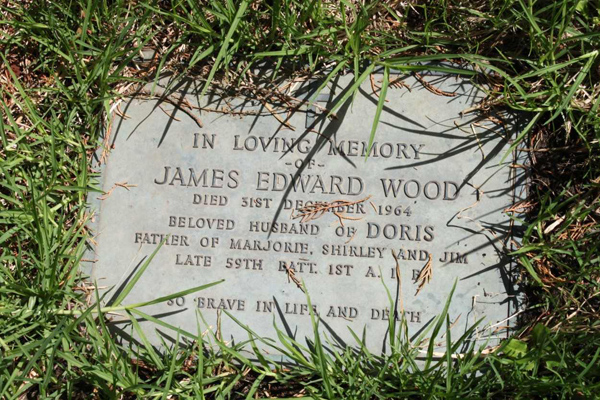 IN LOVING MEMORY
-OF-
JAMES EDWARD WOOD
DIED 31ST DECEMBER 1964
BELOVED HUSBAND OF DORIS
FATHER OF MARJORIE, SHIRLEY AND JIM
LATE 59TH BATT. 1ST A. I. F.
SO BRAVE IN LIFE AND DEATH